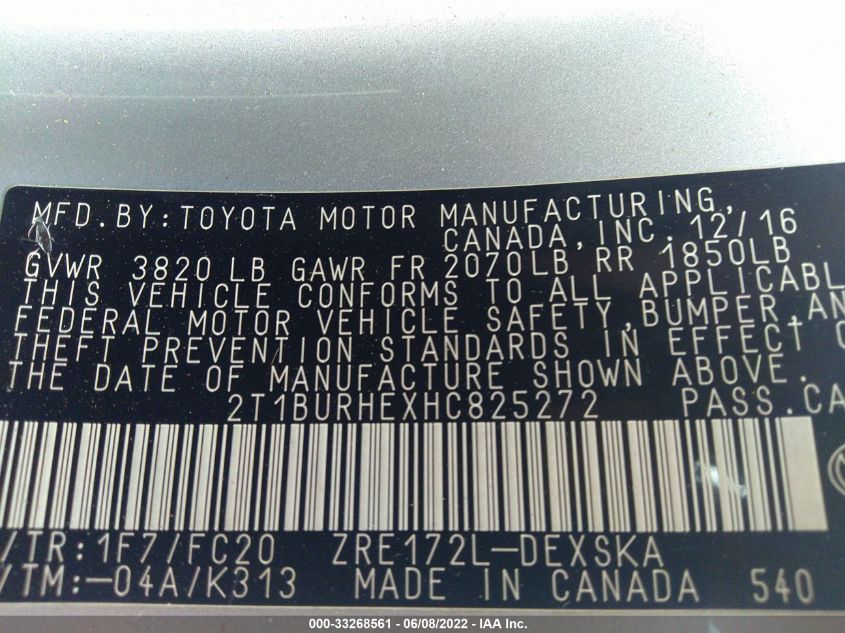 MFD.BY:TOYOTA MOTOR MANUFACTURING,
CANADA,INC. 12/16
GVWR 3820 LB GAWR FR 2070LB RR 1850LB
THIS VEHICLE CONFORMS TO ALL APPLICABL
FEDERAL MOTOR VEHICLE SAFETY,BUMPER,AN
THEFT PREVENTION STANDARDS IN EFFECT O
THE DATE OF MANUFACTURE SHOWN ABOVE.
2T1BURHEXHC825272 PASS.CA
/TR:1F7/FC20 ZRE172L-DEXSKA
/TM:-04A/K313 MADE IN CANADA 540
000-33268561 - 06/08/2022 - IAA Inc.